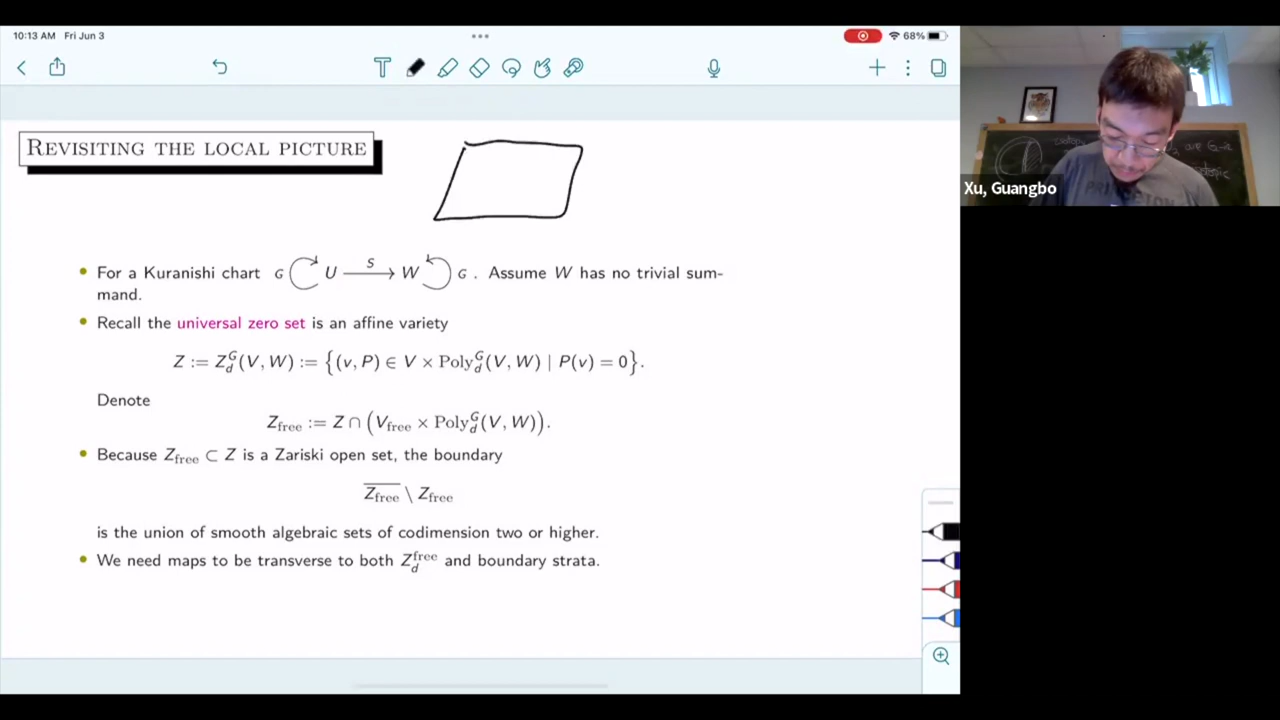 10:13 AM Fri Jun 3
68%
REVISITING THE LOCAL PICTURE
• For a Kuranishi chart G U S W G . Assume W has no trivial sum-
mand.
• Recall the universal zero set is an affine variety
Z := Z_d^G(V, W) := {(v, P) ∈ V × Poly_d^G(V, W) | P(v) = 0}.
Denote
Z_free := Z ∩ (V_free × Poly_d^G(V, W)).
• Because Z_free ⊂ Z is a Zariski open set, the boundary
\overline{Z_free} \ Z_free
is the union of smooth algebraic sets of codimension two or higher.
• We need maps to be transverse to both Z_d^free and boundary strata.
Xu, Guangbo